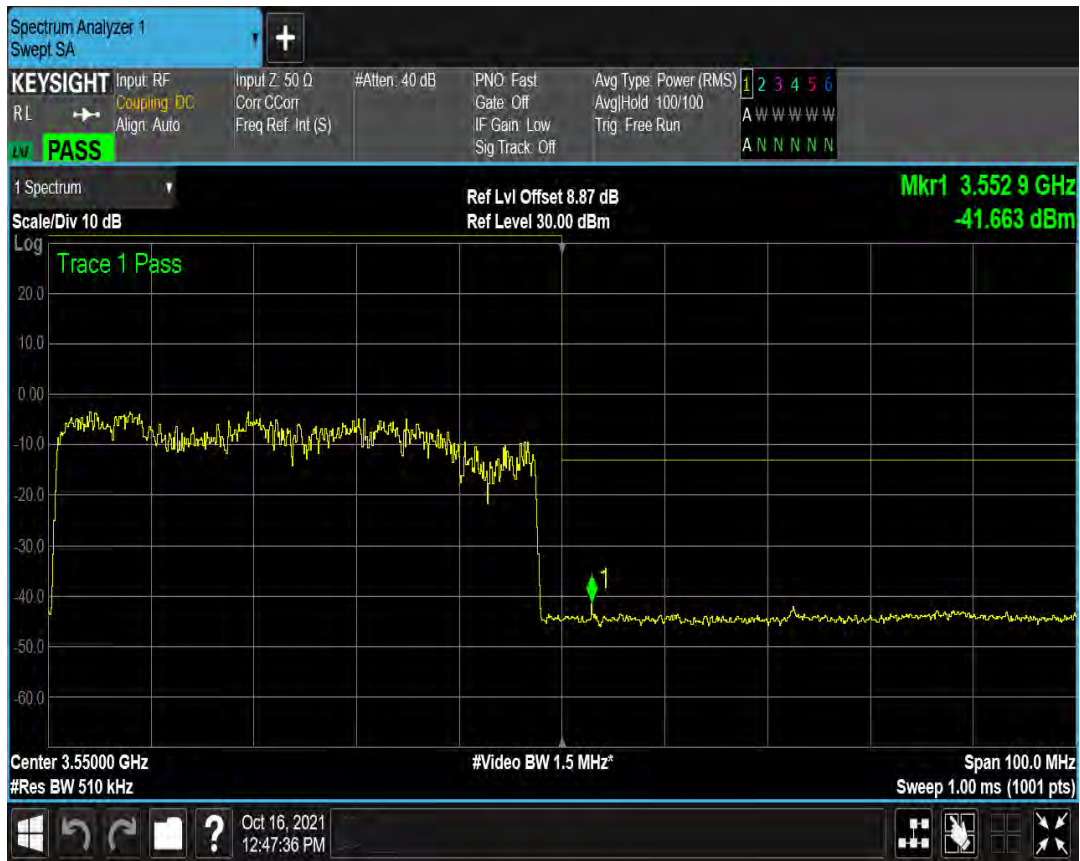 Spectrum Analyzer 1
Swept SA
+
KEYSIGHT Input: RF Input Z: 50 Ω #Atten: 40 dB PNO: Fast Avg Type: Power (RMS) 1 2 3 4 5 6
RL Coupling: DC Corr CCorr Gate: Off Avg|Hold: 100/100 A W W W W W
Align: Auto Freq Ref: Int (S) IF Gain: Low Trig: Free Run
PASS Sig Track: Off A N N N N N
1 Spectrum Ref Lvl Offset 8.87 dB Mkr1 3.552 9 GHz
Scale/Div 10 dB Ref Level 30.00 dBm -41.663 dBm
Log
Trace 1 Pass
20.0
10.0
0.00
-10.0
-20.0
-30.0
1
-40.0
-50.0
-60.0
Center 3.55000 GHz #Video BW 1.5 MHz* Span 100.0 MHz
#Res BW 510 kHz Sweep 1.00 ms (1001 pts)
? Oct 16, 2021
12:47:36 PM